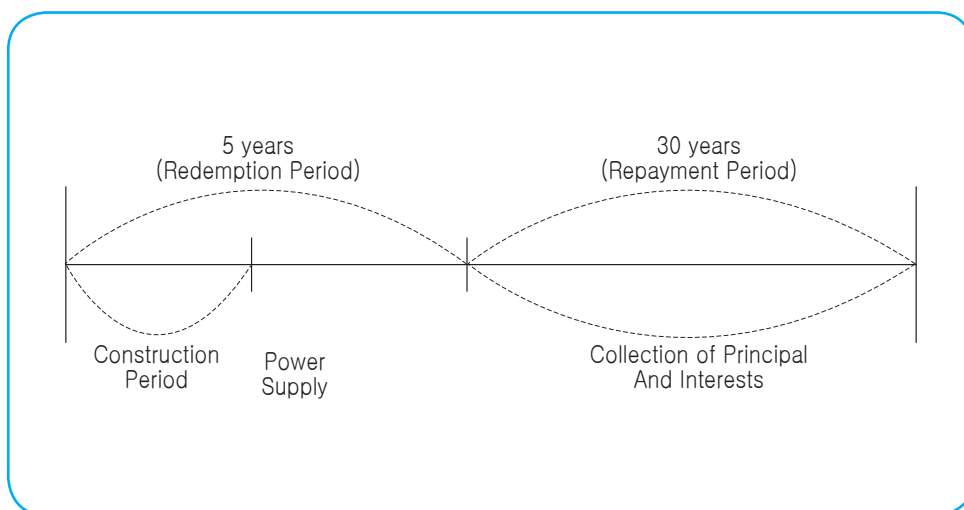 5 years
(Redemption Period)
30 years
(Repayment Period)
Construction
Period
Power
Supply
Collection of Principal
And Interests